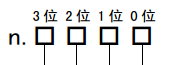 3位 2位 1位 0位
n. □ □ □ □